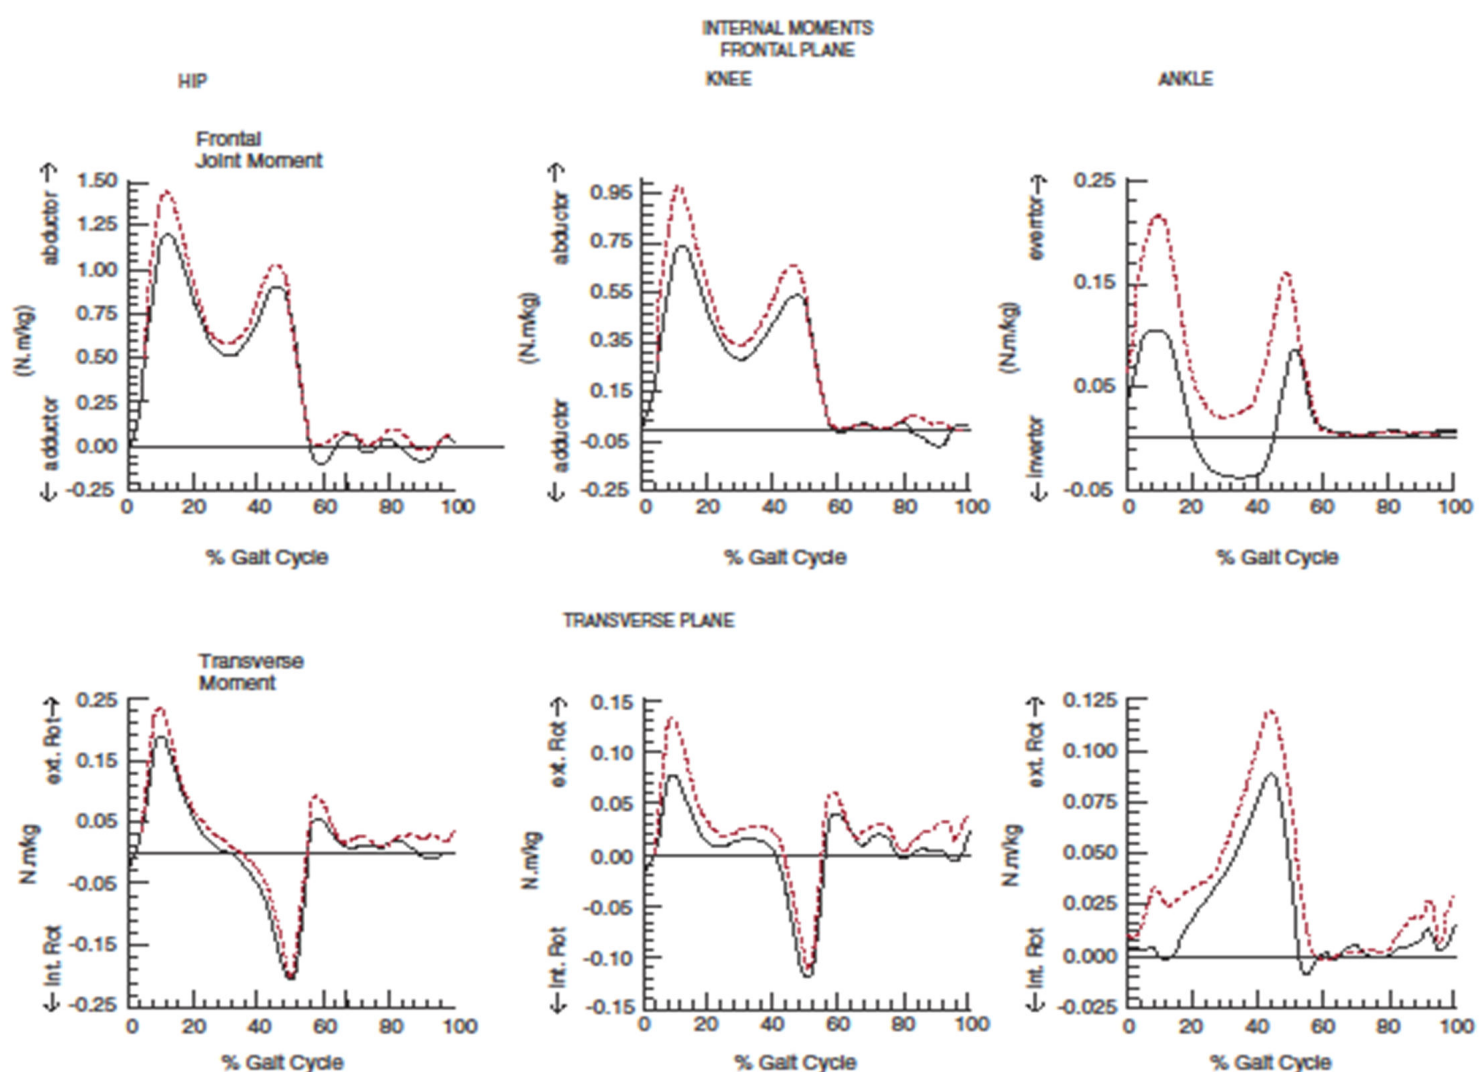 INTERNAL MOMENTS
FRONTAL PLANE
HIP
KNEE
ANKLE
Frontal
Joint Moment
(N.m/kg)
← adductor
abductor →
1.50
1.25
1.00
0.75
0.50
0.25
0.00
-0.25
0 20 40 60 80 100
% Gait Cycle
(N.m/kg)
← adductor
abductor →
0.95
0.75
0.55
0.35
0.15
-0.05
-0.25
0 20 40 60 80 100
% Gait Cycle
(N.m/kg)
← Invertor
everrtor →
0.25
0.15
0.05
-0.05
0 20 40 60 80 100
% Gait Cycle
TRANSVERSE PLANE
Transverse
Moment
N.m/kg
← Int. Rot
ext. Rot →
0.25
0.15
0.05
-0.05
-0.15
-0.25
0 20 40 60 80 100
% Gait Cycle
N.m/kg
← Int. Rot
ext. Rot →
0.15
0.10
0.05
0.00
-0.05
-0.10
-0.15
0 20 40 60 80 100
% Gait Cycle
N.m/kg
← Int. Rot
ext. Rot →
0.125
0.100
0.075
0.050
0.025
0.000
-0.025
0 20 40 60 80 100
% Gait Cycle